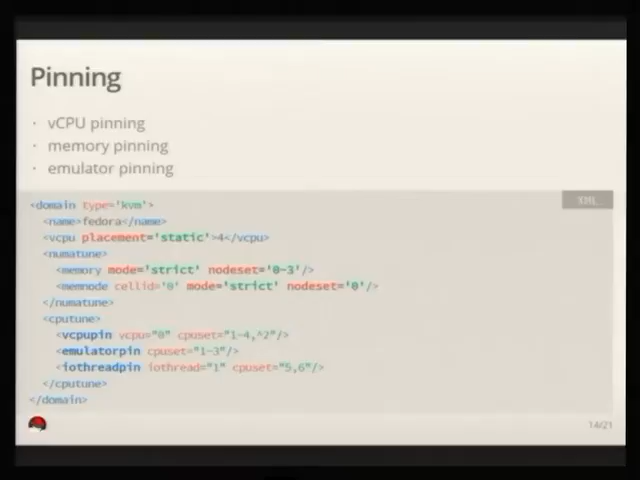 Pinning
· vCPU pinning
· memory pinning
· emulator pinning
XML
<domain type='kvm'>
<name>fedora</name>
<vcpu placement='static'>4</vcpu>
<numatune>
<memory mode='strict' nodeset='0-3'/>
<memnode cellid='0' mode='strict' nodeset='0'/>
</numatune>
<cputune>
<vcpupin vcpu="0" cpuset="1-4,^2"/>
<emulatorpin cpuset="1-3"/>
<iothreadpin iothread="1" cpuset="5,6"/>
</cputune>
</domain>
14/21